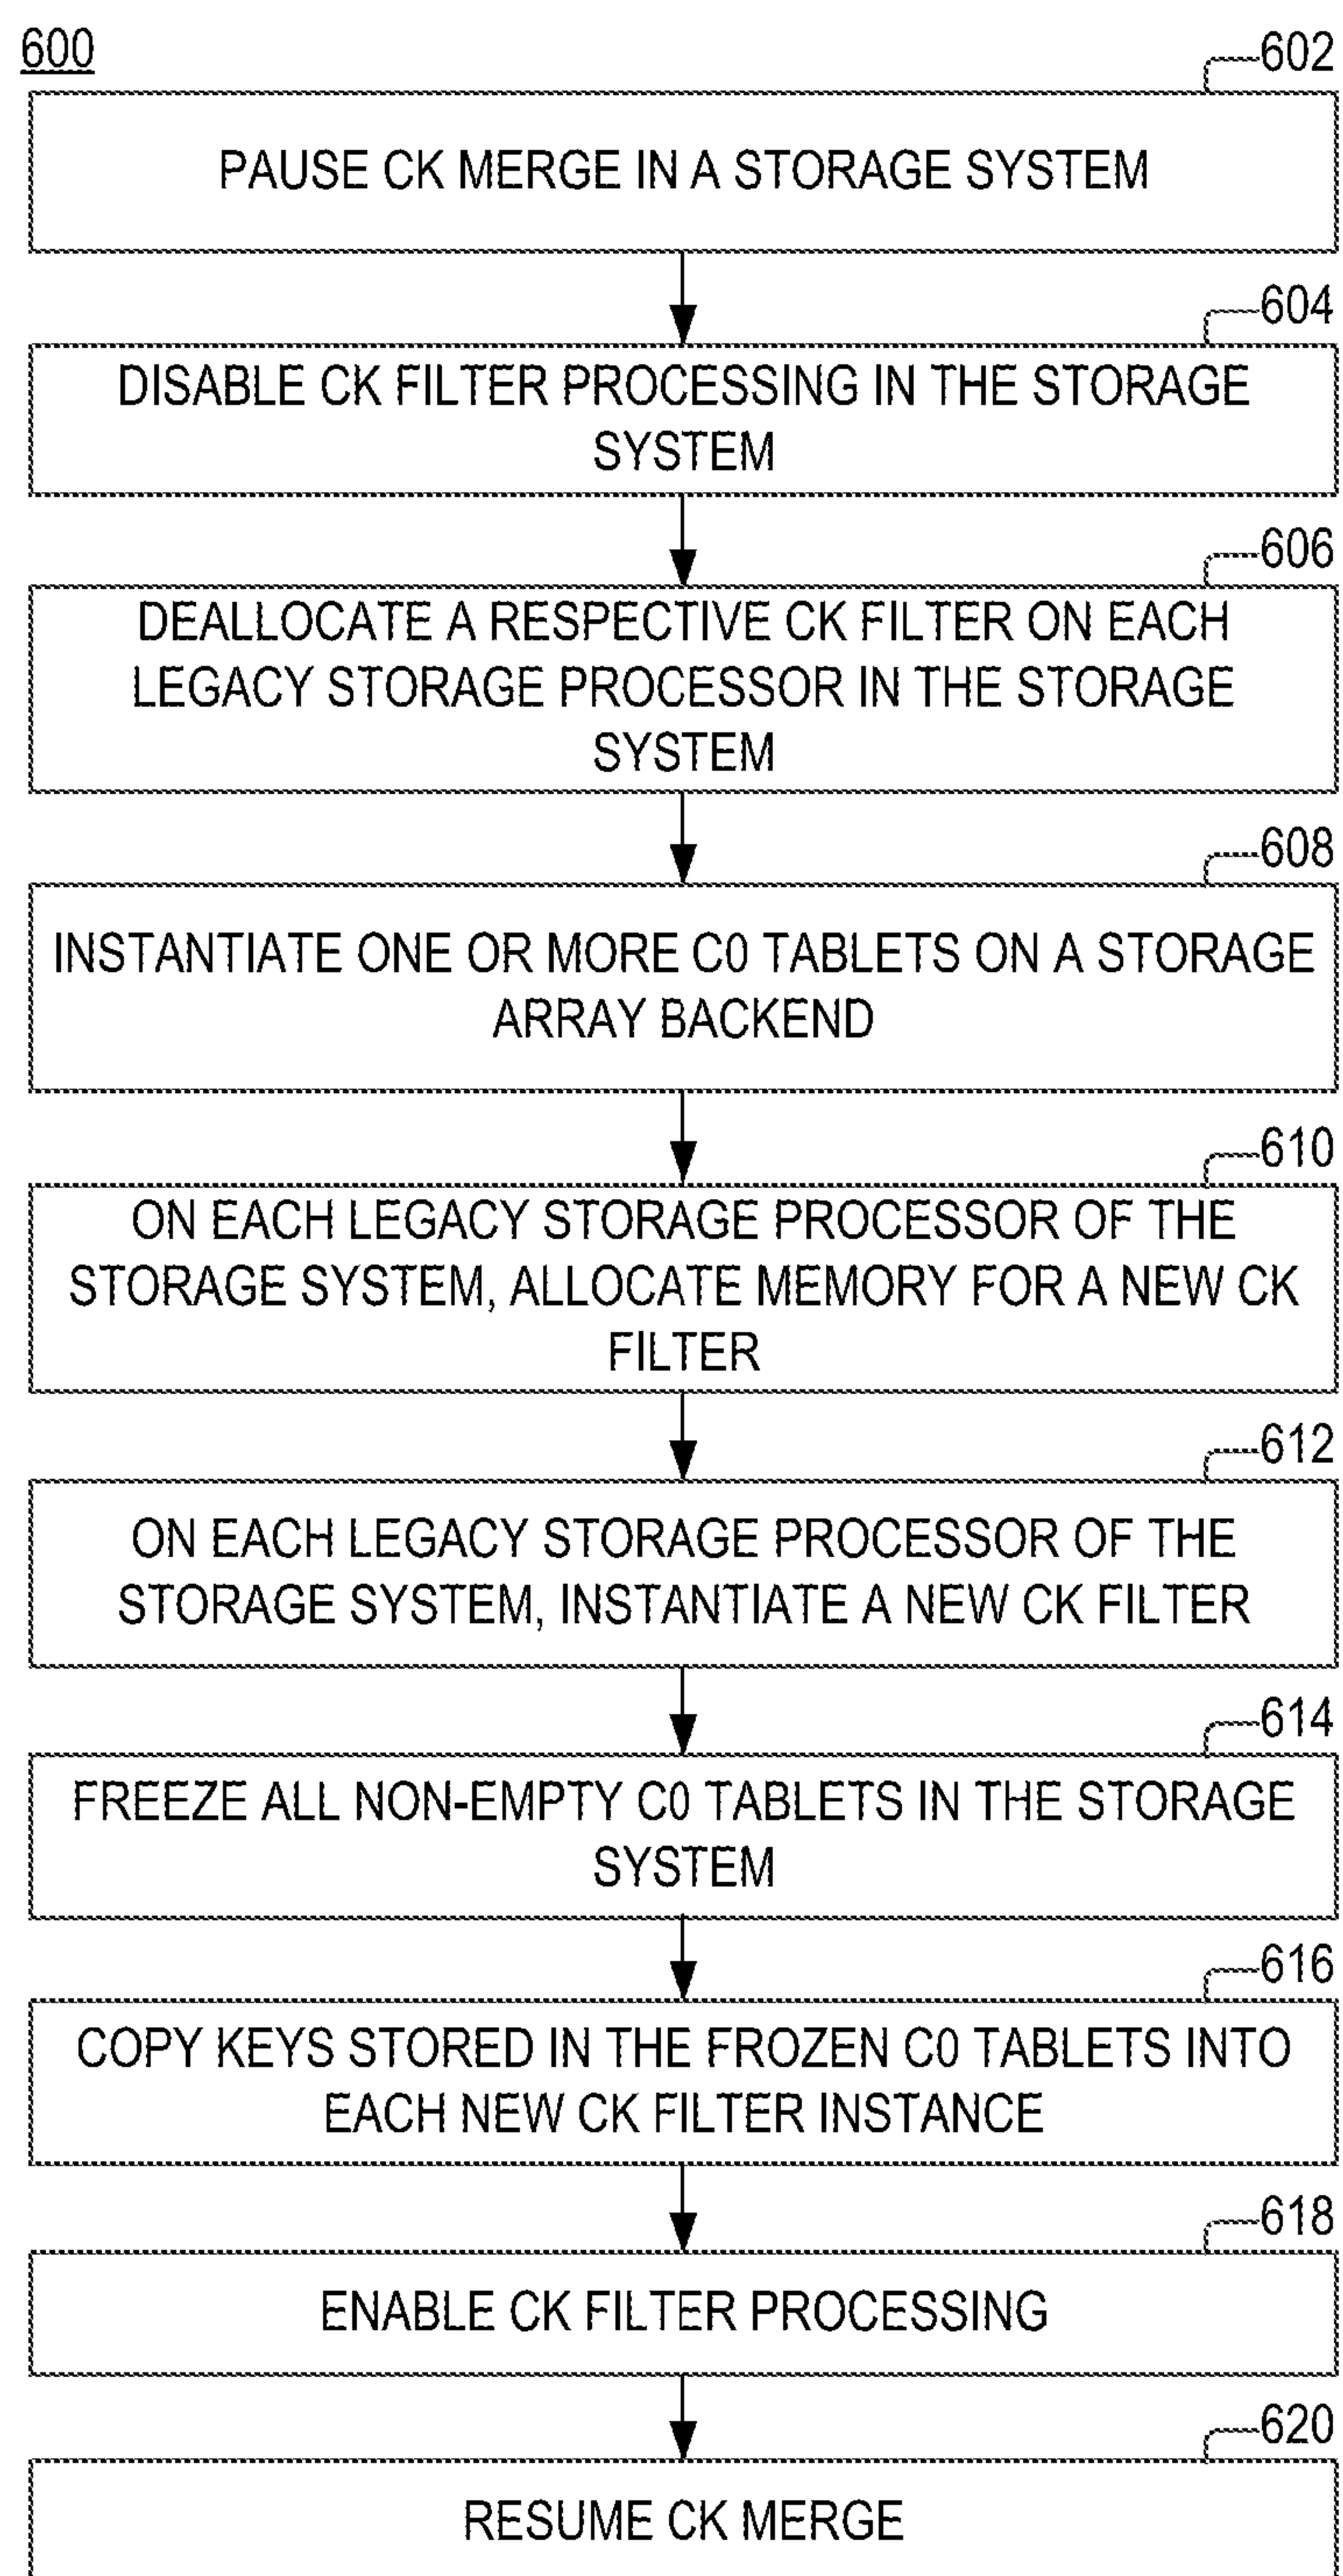 600
602
PAUSE CK MERGE IN A STORAGE SYSTEM
604
DISABLE CK FILTER PROCESSING IN THE STORAGE
SYSTEM
606
DEALLOCATE A RESPECTIVE CK FILTER ON EACH
LEGACY STORAGE PROCESSOR IN THE STORAGE
SYSTEM
608
INSTANTIATE ONE OR MORE C0 TABLETS ON A STORAGE
ARRAY BACKEND
610
ON EACH LEGACY STORAGE PROCESSOR OF THE
STORAGE SYSTEM, ALLOCATE MEMORY FOR A NEW CK
FILTER
612
ON EACH LEGACY STORAGE PROCESSOR OF THE
STORAGE SYSTEM, INSTANTIATE A NEW CK FILTER
614
FREEZE ALL NON-EMPTY C0 TABLETS IN THE STORAGE
SYSTEM
616
COPY KEYS STORED IN THE FROZEN C0 TABLETS INTO
EACH NEW CK FILTER INSTANCE
618
ENABLE CK FILTER PROCESSING
620
RESUME CK MERGE